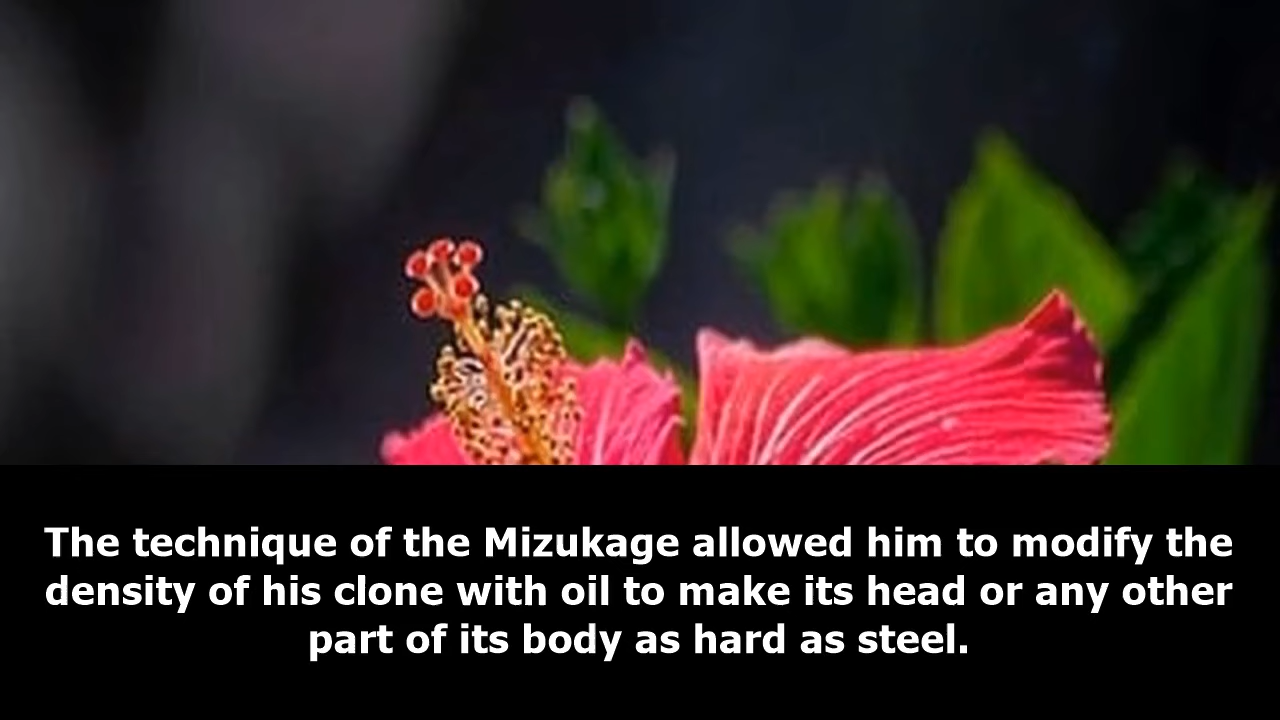 The technique of the Mizukage allowed him to modify the
density of his clone with oil to make its head or any other
part of its body as hard as steel.